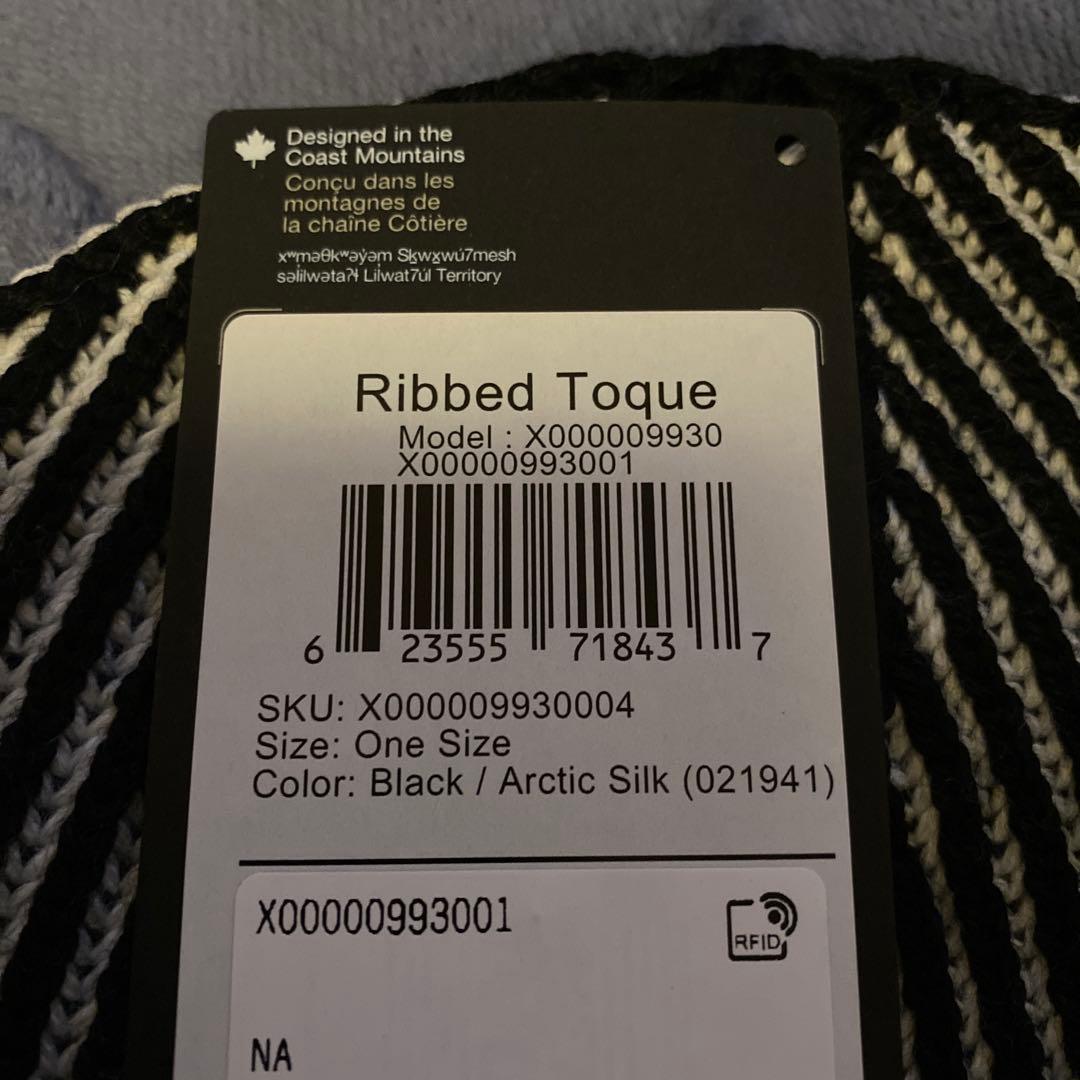 Designed in the
Coast Mountains
Conçu dans les
montagnes de
la chaîne Côtière
xʷməθkʷəy̓əm Sḵwx̱wú7mesh
səlilwətaʔɬ Lil̓wat7úl Territory
Ribbed Toque
Model : X000009930
X00000993001
6 23555 71843 7
SKU: X000009930004
Size: One Size
Color: Black / Arctic Silk (021941)
X00000993001
RFID
NA